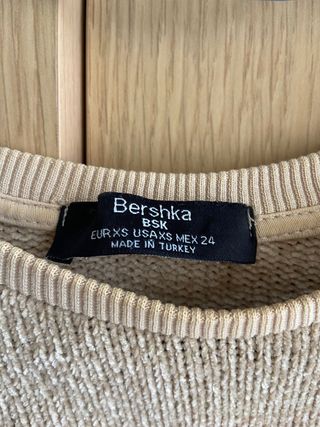 Bershka
BSK
EUR XS USA XS MEX 24
MADE IN TURKEY